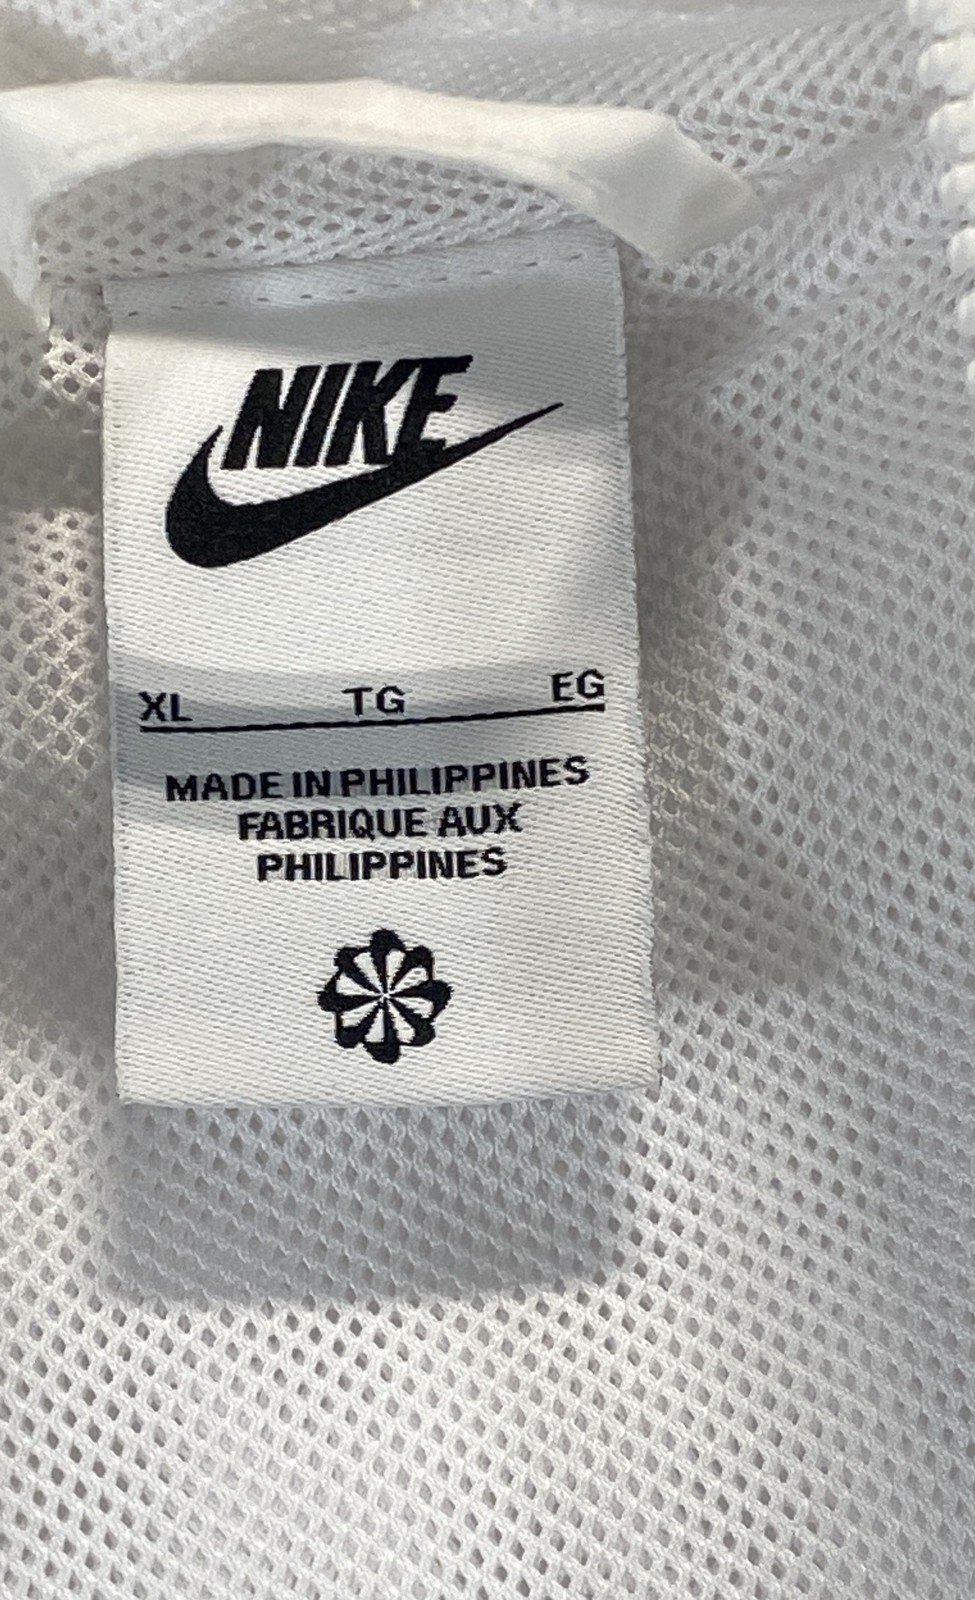 NIKE
XL TG EG
MADE IN PHILIPPINES
FABRIQUE AUX
PHILIPPINES